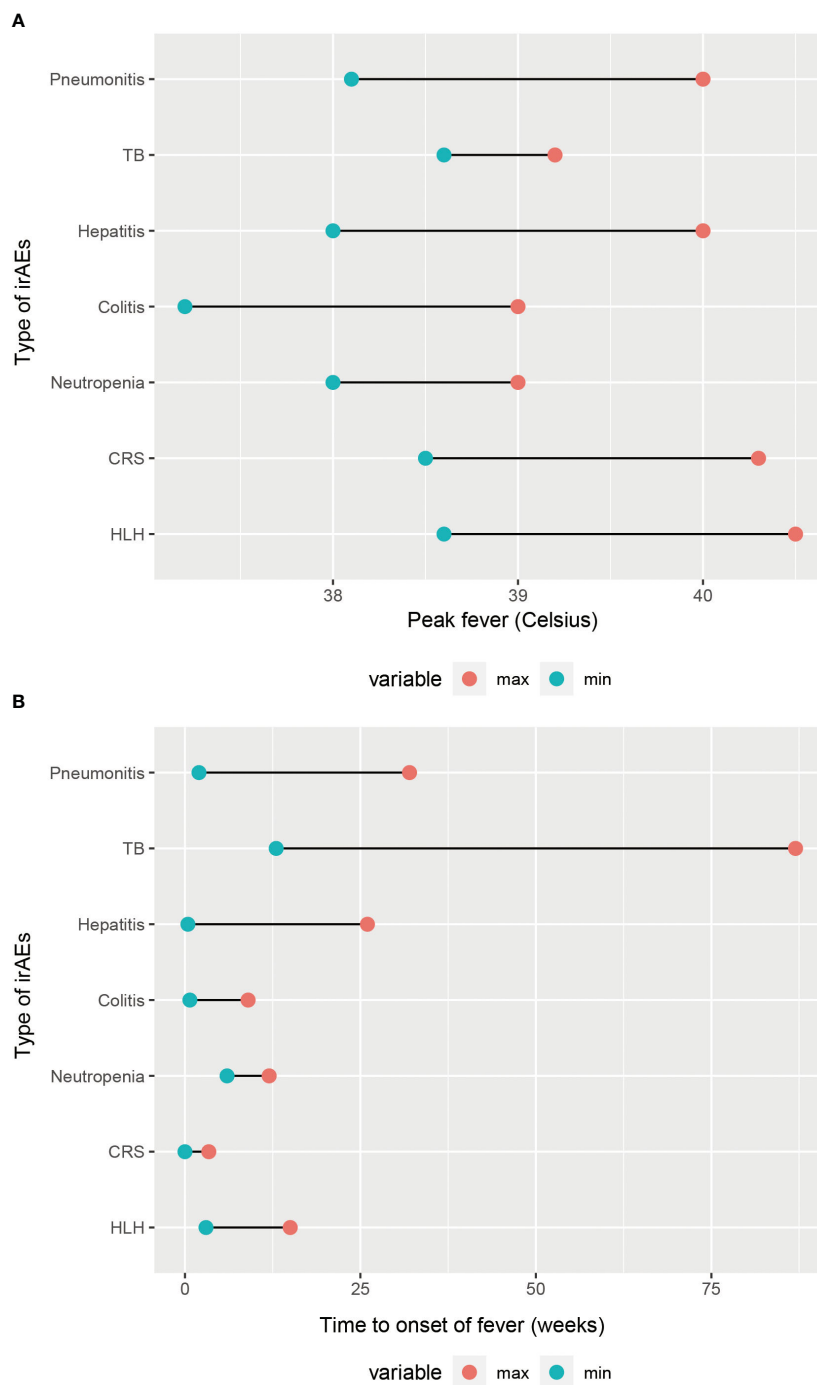 A
Pneumonitis
TB
Hepatitis
Colitis
Neutropenia
CRS
HLH
Type of irAEs
38 39 40
Peak fever (Celsius)
variable max min
B
Pneumonitis
TB
Hepatitis
Colitis
Neutropenia
CRS
HLH
Type of irAEs
0 25 50 75
Time to onset of fever (weeks)
variable max min